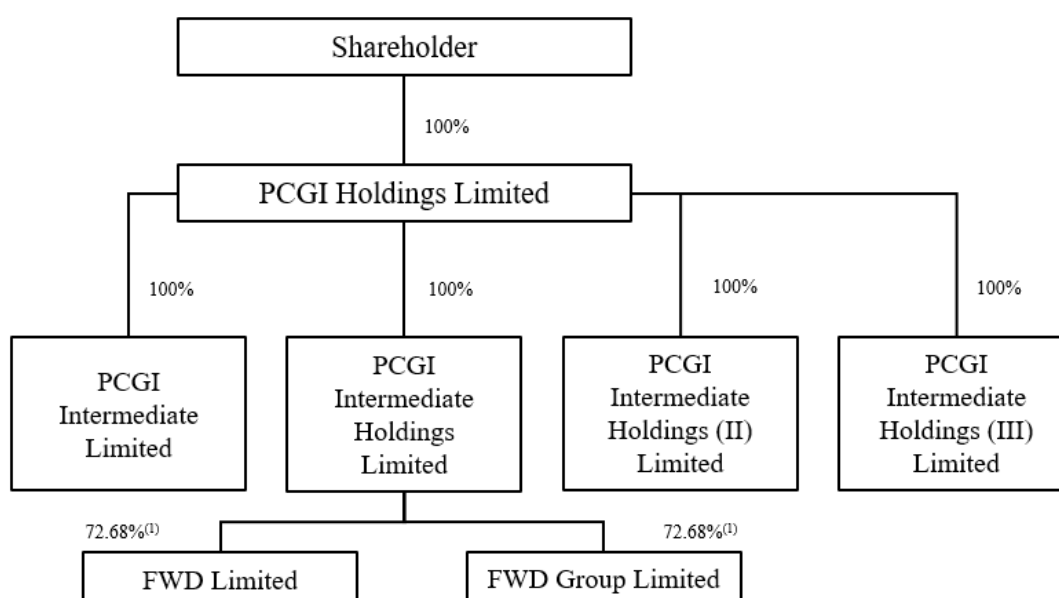 Shareholder
100%
PCGI Holdings Limited
100%
100%
100%
100%
PCGI
Intermediate
Limited
PCGI
Intermediate
Holdings
Limited
PCGI
Intermediate
Holdings (II)
Limited
PCGI
Intermediate
Holdings (III)
Limited
72.68%(1)
72.68%(1)
FWD Limited
FWD Group Limited